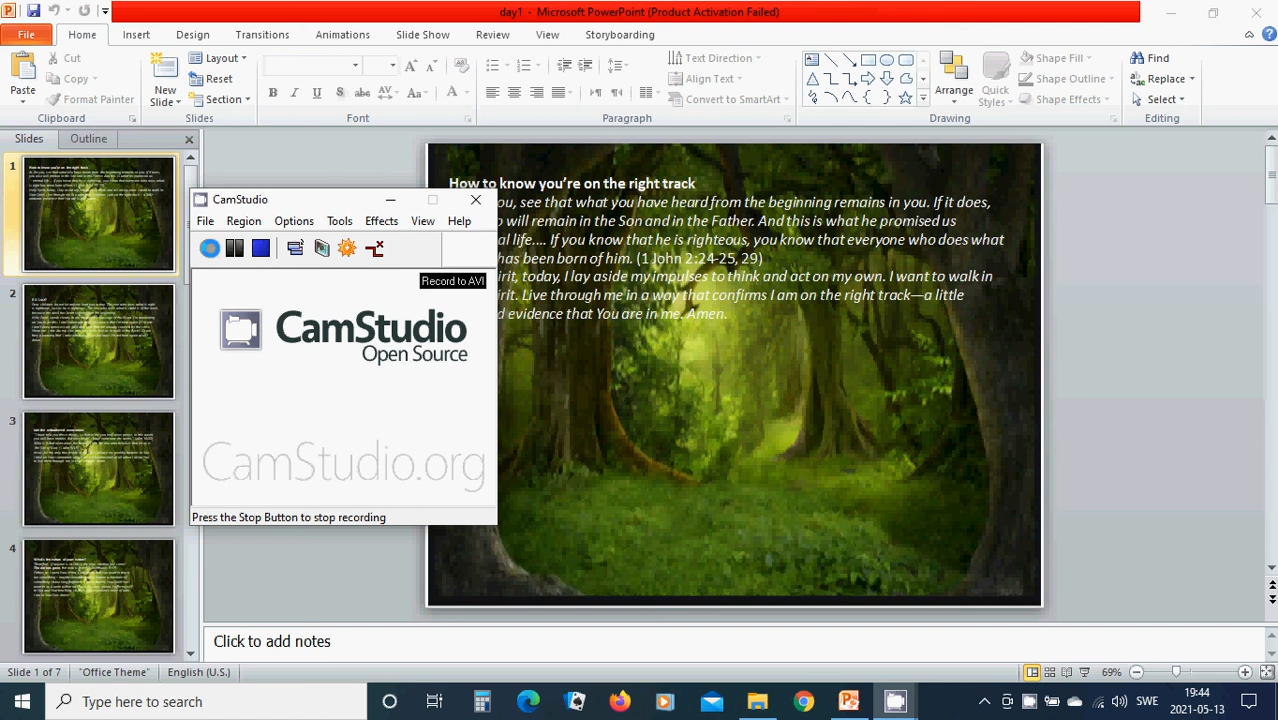 day1 - Microsoft PowerPoint (Product Activation Failed)
File Home Insert Design Transitions Animations Slide Show Review View Storyboarding
Paste
Cut
Copy
Format Painter
Clipboard
New Slide
Layout
Reset
Section
Slides
Font
Paragraph
Text Direction
Align Text
Convert to SmartArt
Arrange
Quick Styles
Shape Fill
Shape Outline
Shape Effects
Drawing
Find
Replace
Select
Editing
Slides Outline
1
2
3
4
How to know you're on the right track
ou, see that what you have heard from the beginning remains in you. If it does,
o will remain in the Son and in the Father. And this is what he promised us
al life.... If you know that he is righteous, you know that everyone who does what
has been born of him. (1 John 2:24-25, 29)
irit, today, I lay aside my impulses to think and act on my own. I want to walk in
irit. Live through me in a way that confirms I am on the right track—a little
d evidence that You are in me. Amen.
CamStudio
File Region Options Tools Effects View Help
Record to AVI
CamStudio
Open Source
CamStudio.org
Press the Stop Button to stop recording
Click to add notes
Slide 1 of 7 "Office Theme" English (U.S.) 69%
Type here to search
SWE
19:44
2021-05-13